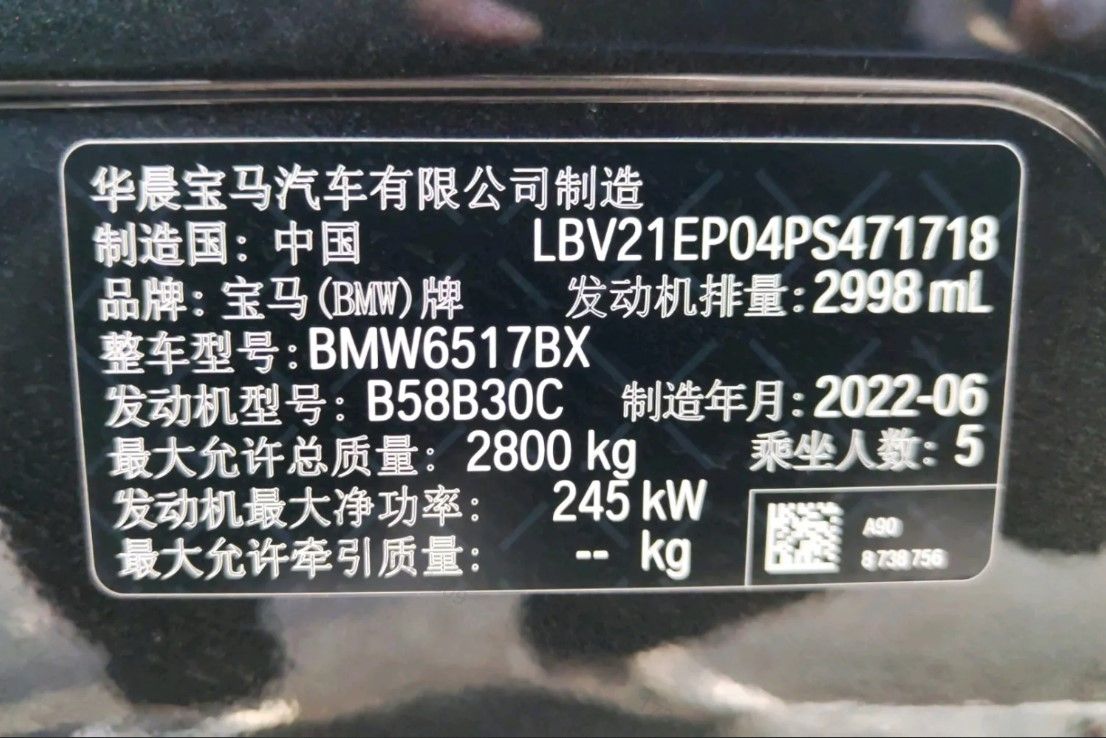 华晨宝马汽车有限公司制造
制造国: 中国 LBV21EP04PS471718
品牌: 宝马(BMW)牌 发动机排量:2998 mL
整车型号:BMW6517BX
发动机型号: B58B30C 制造年月:2022-06
最大允许总质量: 2800 kg 乘坐人数: 5
发动机最大净功率: 245 kW
最大允许牵引质量: -- kg
A90
8738756